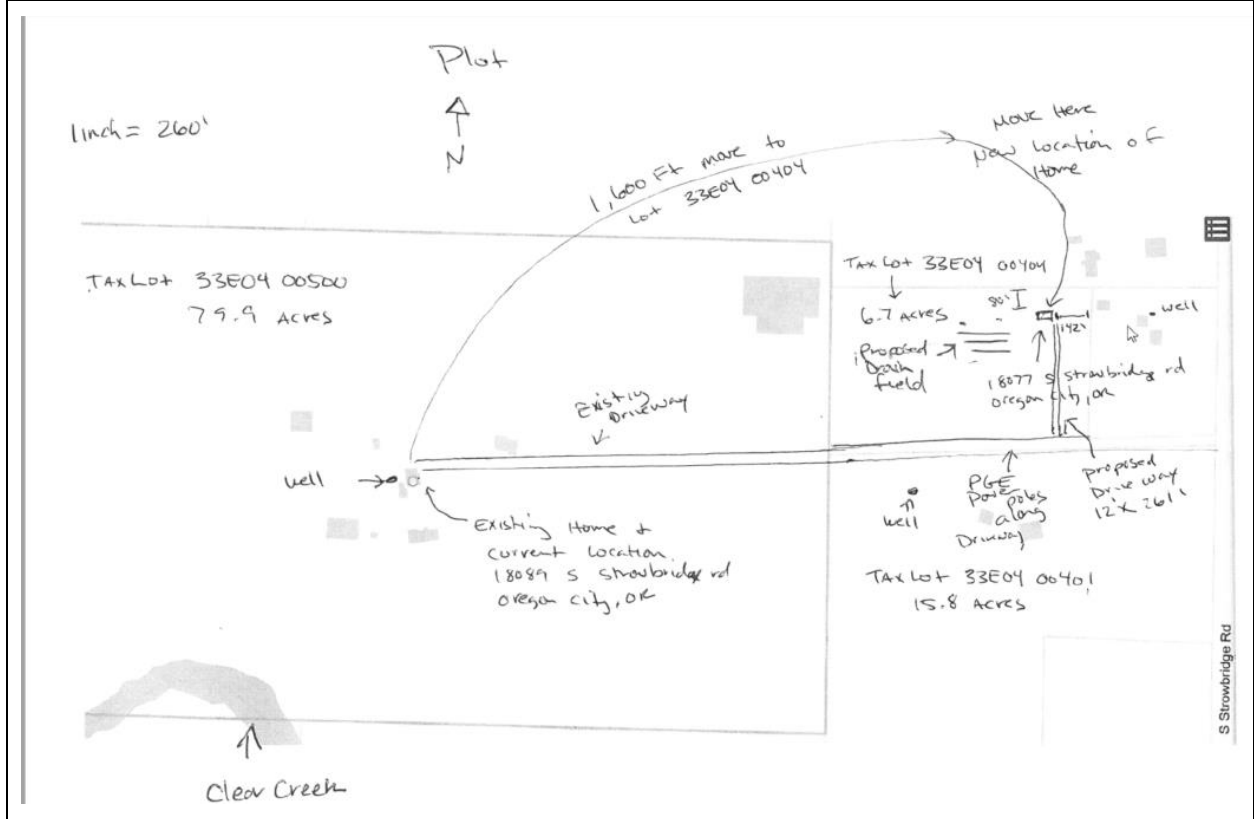 Plot
1 inch = 260'
N
Move Here
New Location of
Home
1,600 Ft move to
Lot 33E04 00404
Tax Lot 33E04 00500
79.9 Acres
Tax Lot 33E04 00404
6.7 Acres
80'
142'
well
Proposed
Drain
field
18077 S Strowbridge rd
oregon city, OR
Existing
Driveway
well
Existing Home &
current Location
18089 S Strowbridge rd
oregon city, OR
well
PGE
poles
along
Driveway
proposed
Drive way
12' x 261'
Tax Lot 33E04 00401
15.8 Acres
S Strowbridge Rd
Clear Creek